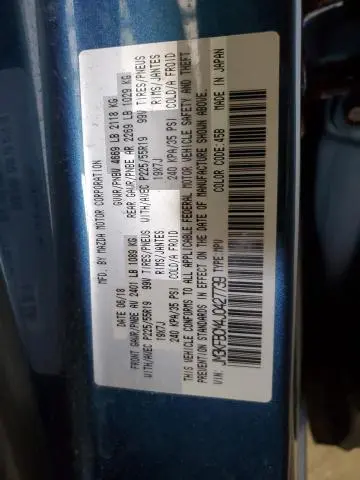 MFD. BY MAZDA MOTOR CORPORATION
DATE: 06/18 GVWR/PNBV 4669 LB 2118 KG
FRONT GAWR/PNBE AV 2401 LB 1089 KG REAR GAWR/PNBE AR 2269 LB 1029 KG
WITH/AVEC P225/55R19 99V TIRES/PNEUS WITH/AVEC P225/55R19 99V TIRES/PNEUS
19X7J RIMS/JANTES 19X7J RIMS/JANTES
240 KPA/35 PSI COLD/A FROID 240 KPA/35 PSI COLD/A FROID
THIS VEHICLE CONFORMS TO ALL APPLICABLE FEDERAL MOTOR VEHICLE SAFETY AND THEFT
PREVENTION STANDARDS IN EFFECT ON THE DATE OF MANUFACTURE SHOWN ABOVE.
JM3KFBCM4J0427739 TYPE:MPV
VIN: COLOR CODE: 45B MADE IN JAPAN